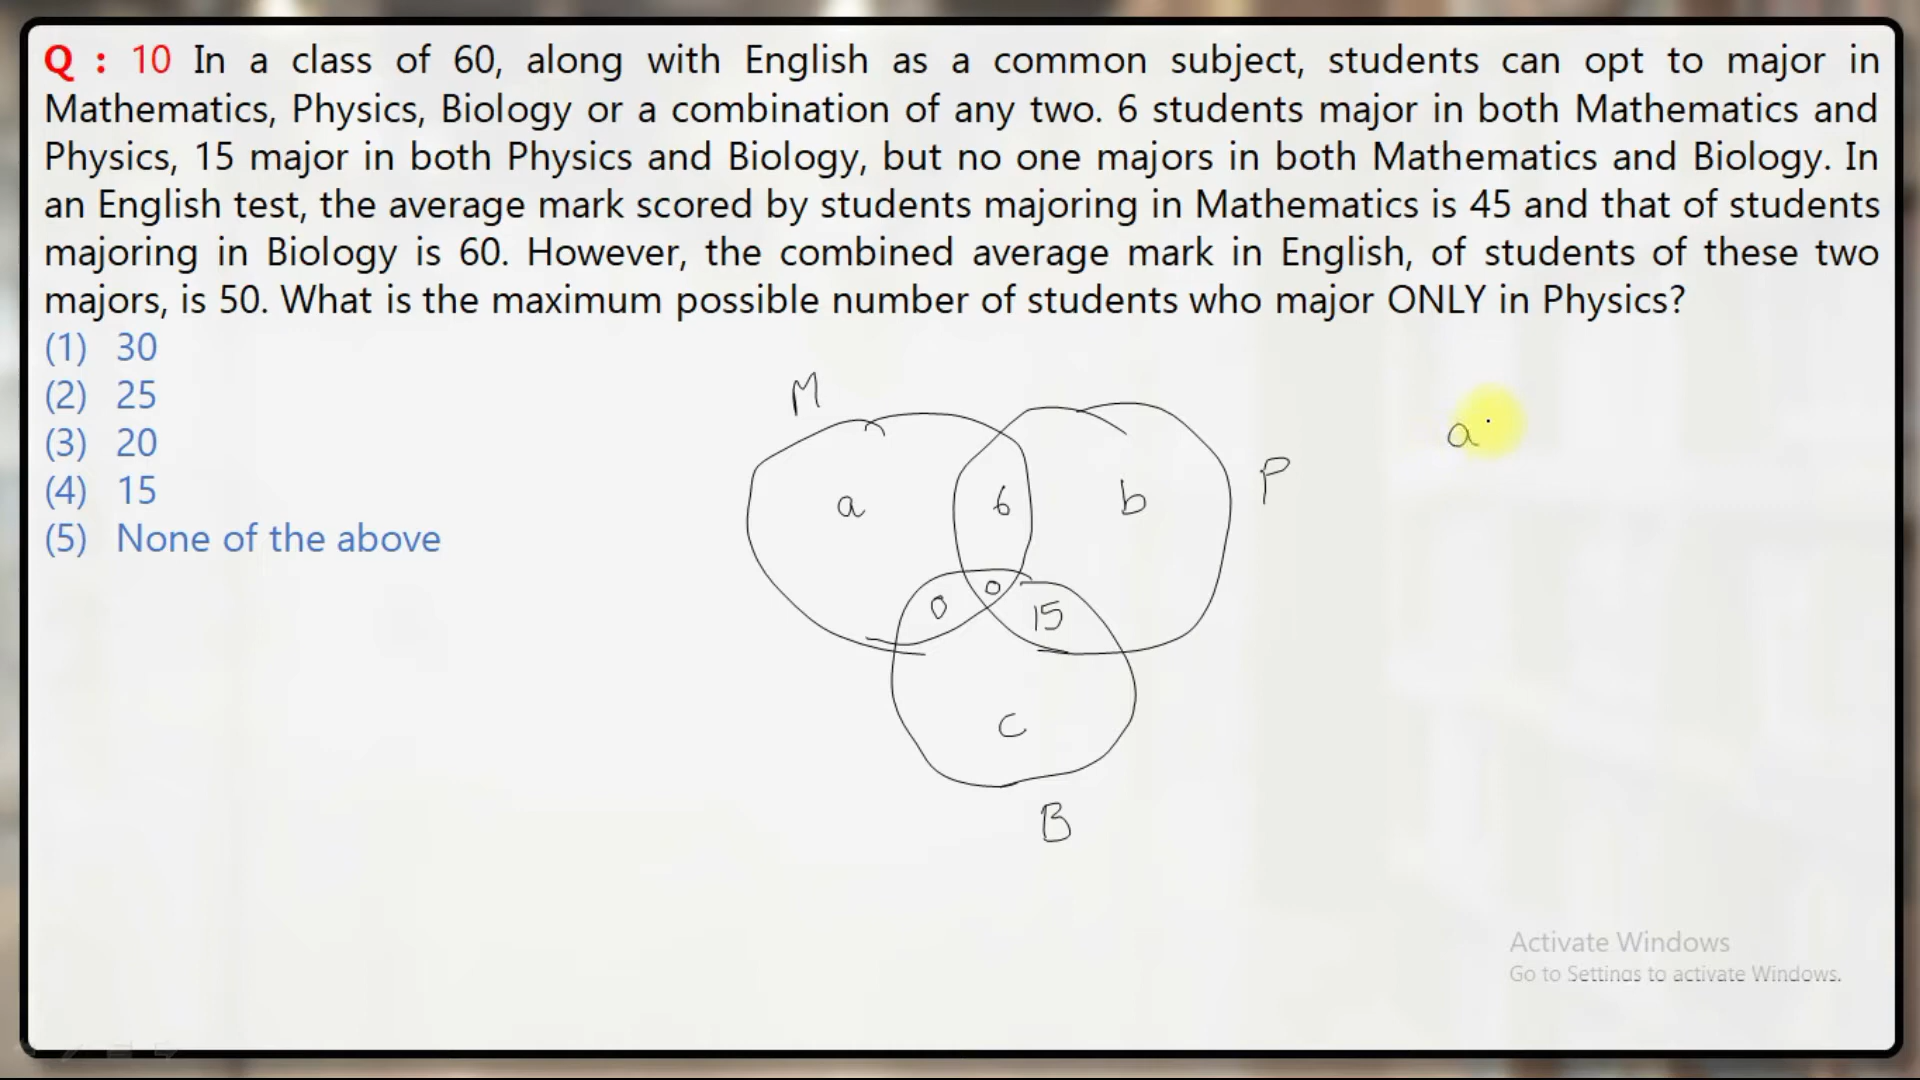 Q : 10 In a class of 60, along with English as a common subject, students can opt to major in
Mathematics, Physics, Biology or a combination of any two. 6 students major in both Mathematics and
Physics, 15 major in both Physics and Biology, but no one majors in both Mathematics and Biology. In
an English test, the average mark scored by students majoring in Mathematics is 45 and that of students
majoring in Biology is 60. However, the combined average mark in English, of students of these two
majors, is 50. What is the maximum possible number of students who major ONLY in Physics?
(1) 30
(2) 25
(3) 20
(4) 15
(5) None of the above
M
a
P
a
6
b
0
0
15
C
B
Activate Windows
Go to Settings to activate Windows.